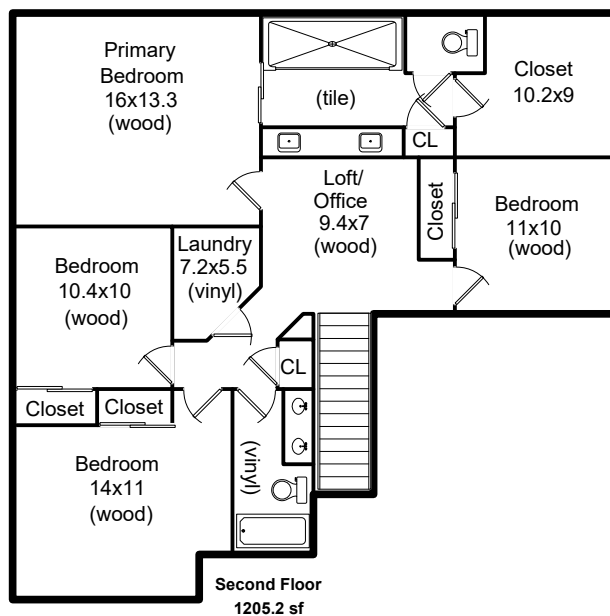 Primary
Bedroom
16x13.3
(wood)
(tile)
Closet
10.2x9
CL
Loft/
Office
9.4x7
(wood)
Closet
Bedroom
11x10
(wood)
Laundry
7.2x5.5
(vinyl)
Bedroom
10.4x10
(wood)
CL
Closet
Closet
Bedroom
14x11
(wood)
(vinyl)
Second Floor
1205.2 sf